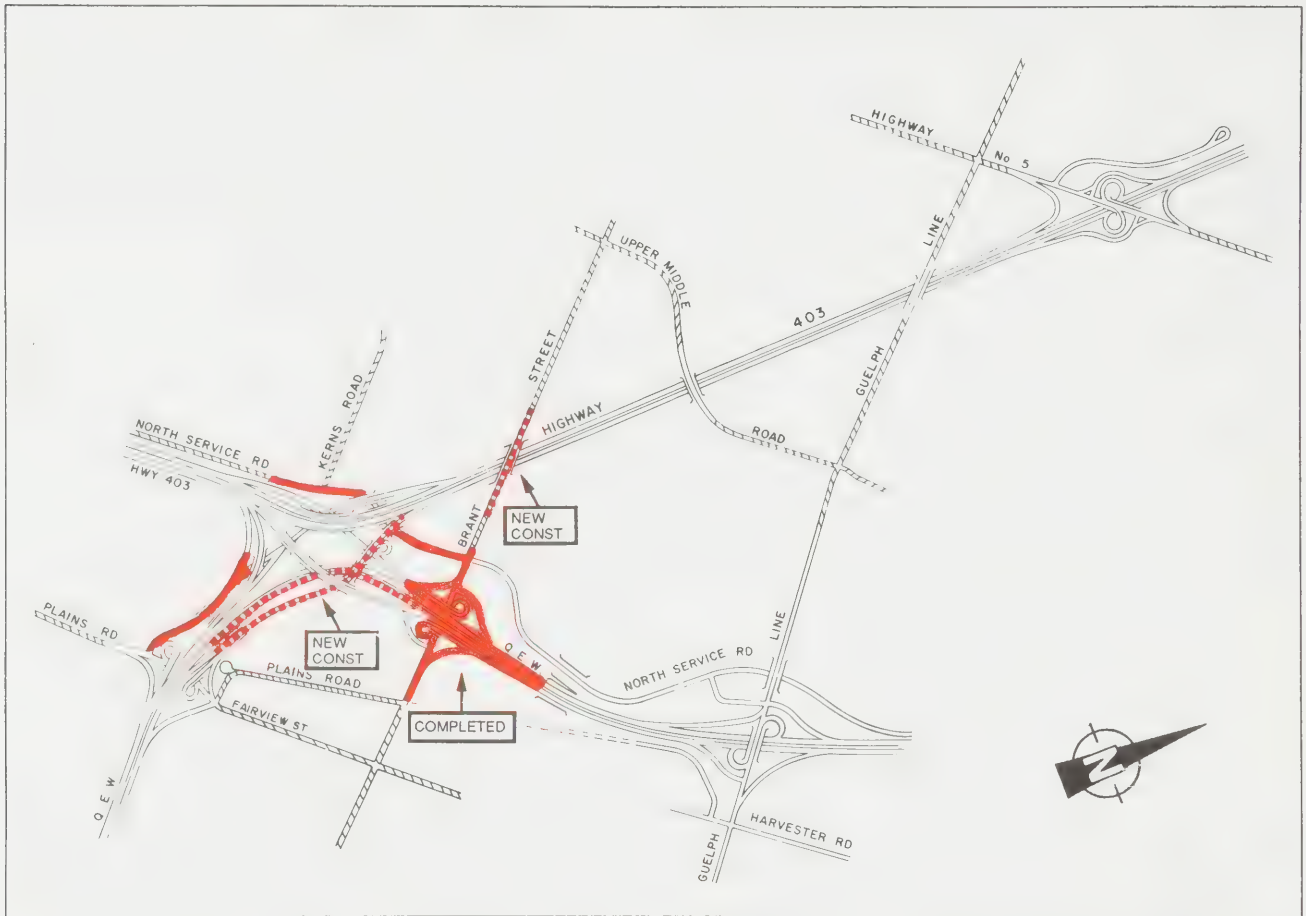 HIGHWAY
No 5
LINE
UPPER MIDDLE
403
STREET
GUELPH
KERNS ROAD
HIGHWAY
ROAD
NORTH SERVICE RD
HWY 403
BRANT
NEW
CONST
PLAINS RD
NEW
CONST
Q E W
LINE
NORTH SERVICE RD
PLAINS ROAD
COMPLETED
FAIRVIEW ST
N
Q E W
HARVESTER RD
GUELPH